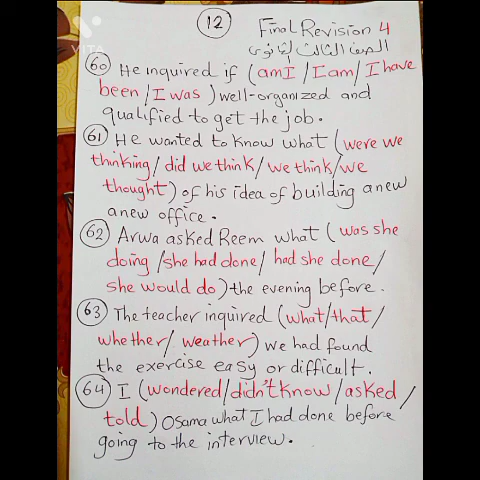 VITA
12
Final Revision 4
الصف الثالث الثانوى
60 He inquired if (am I / I am / I have
been / I was) well-organized and
qualified to get the job.
61 He wanted to know what (were we
thinking / did we think / we think / we
thought) of his idea of building a new
a new office.
62 Arwa asked Reem what (was she
doing / she had done / had she done /
she would do) the evening before.
63 The teacher inquired (what / that /
whether / weather) we had found
the exercise easy or difficult.
64 I (wondered / didn't know / asked /
told) Osama what I had done before
going to the interview.